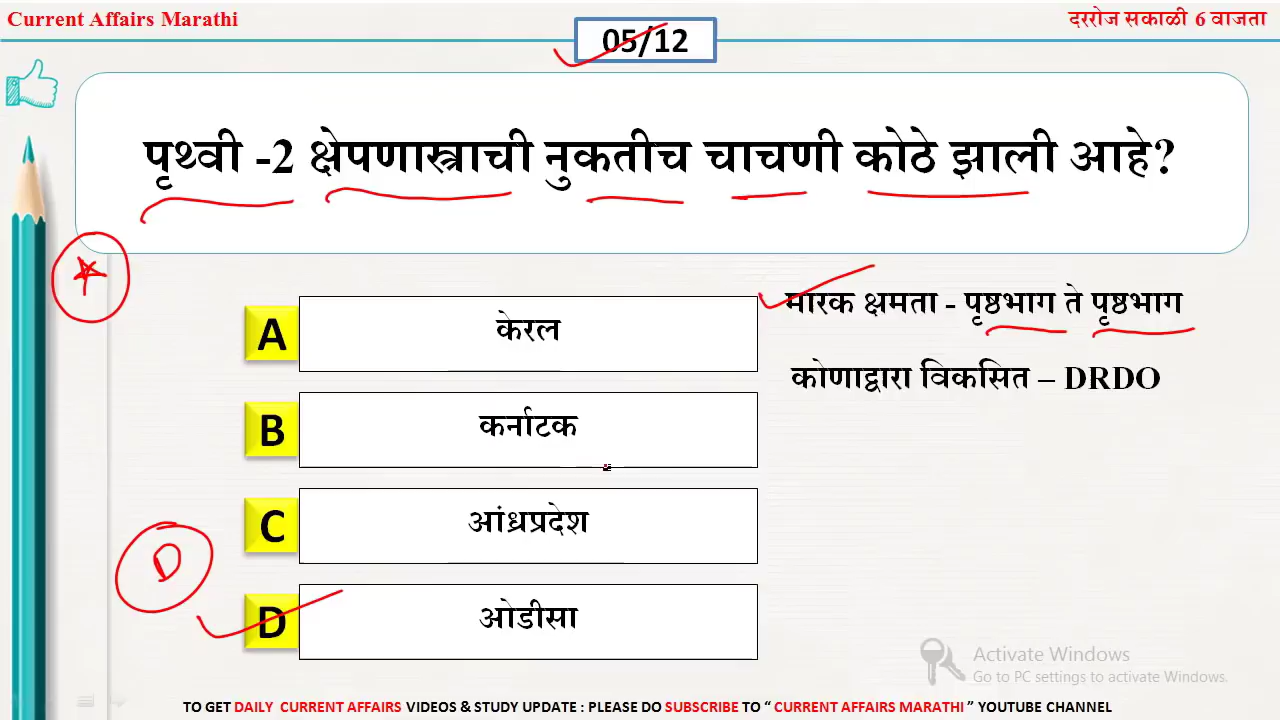 Current Affairs Marathi
दररोज सकाळी 6 वाजता
05/12
पृथ्वी -2 क्षेपणास्त्राची नुकतीच चाचणी कोठे झाली आहे?
A
केरल
B
कर्नाटक
C
आंध्रप्रदेश
D
ओडीसा
मारक क्षमता - पृष्ठभाग ते पृष्ठभाग
कोणाद्वारा विकसित – DRDO
D
Activate Windows
Go to PC settings to activate Windows.
TO GET DAILY CURRENT AFFAIRS VIDEOS & STUDY UPDATE : PLEASE DO SUBSCRIBE TO “ CURRENT AFFAIRS MARATHI ” YOUTUBE CHANNEL